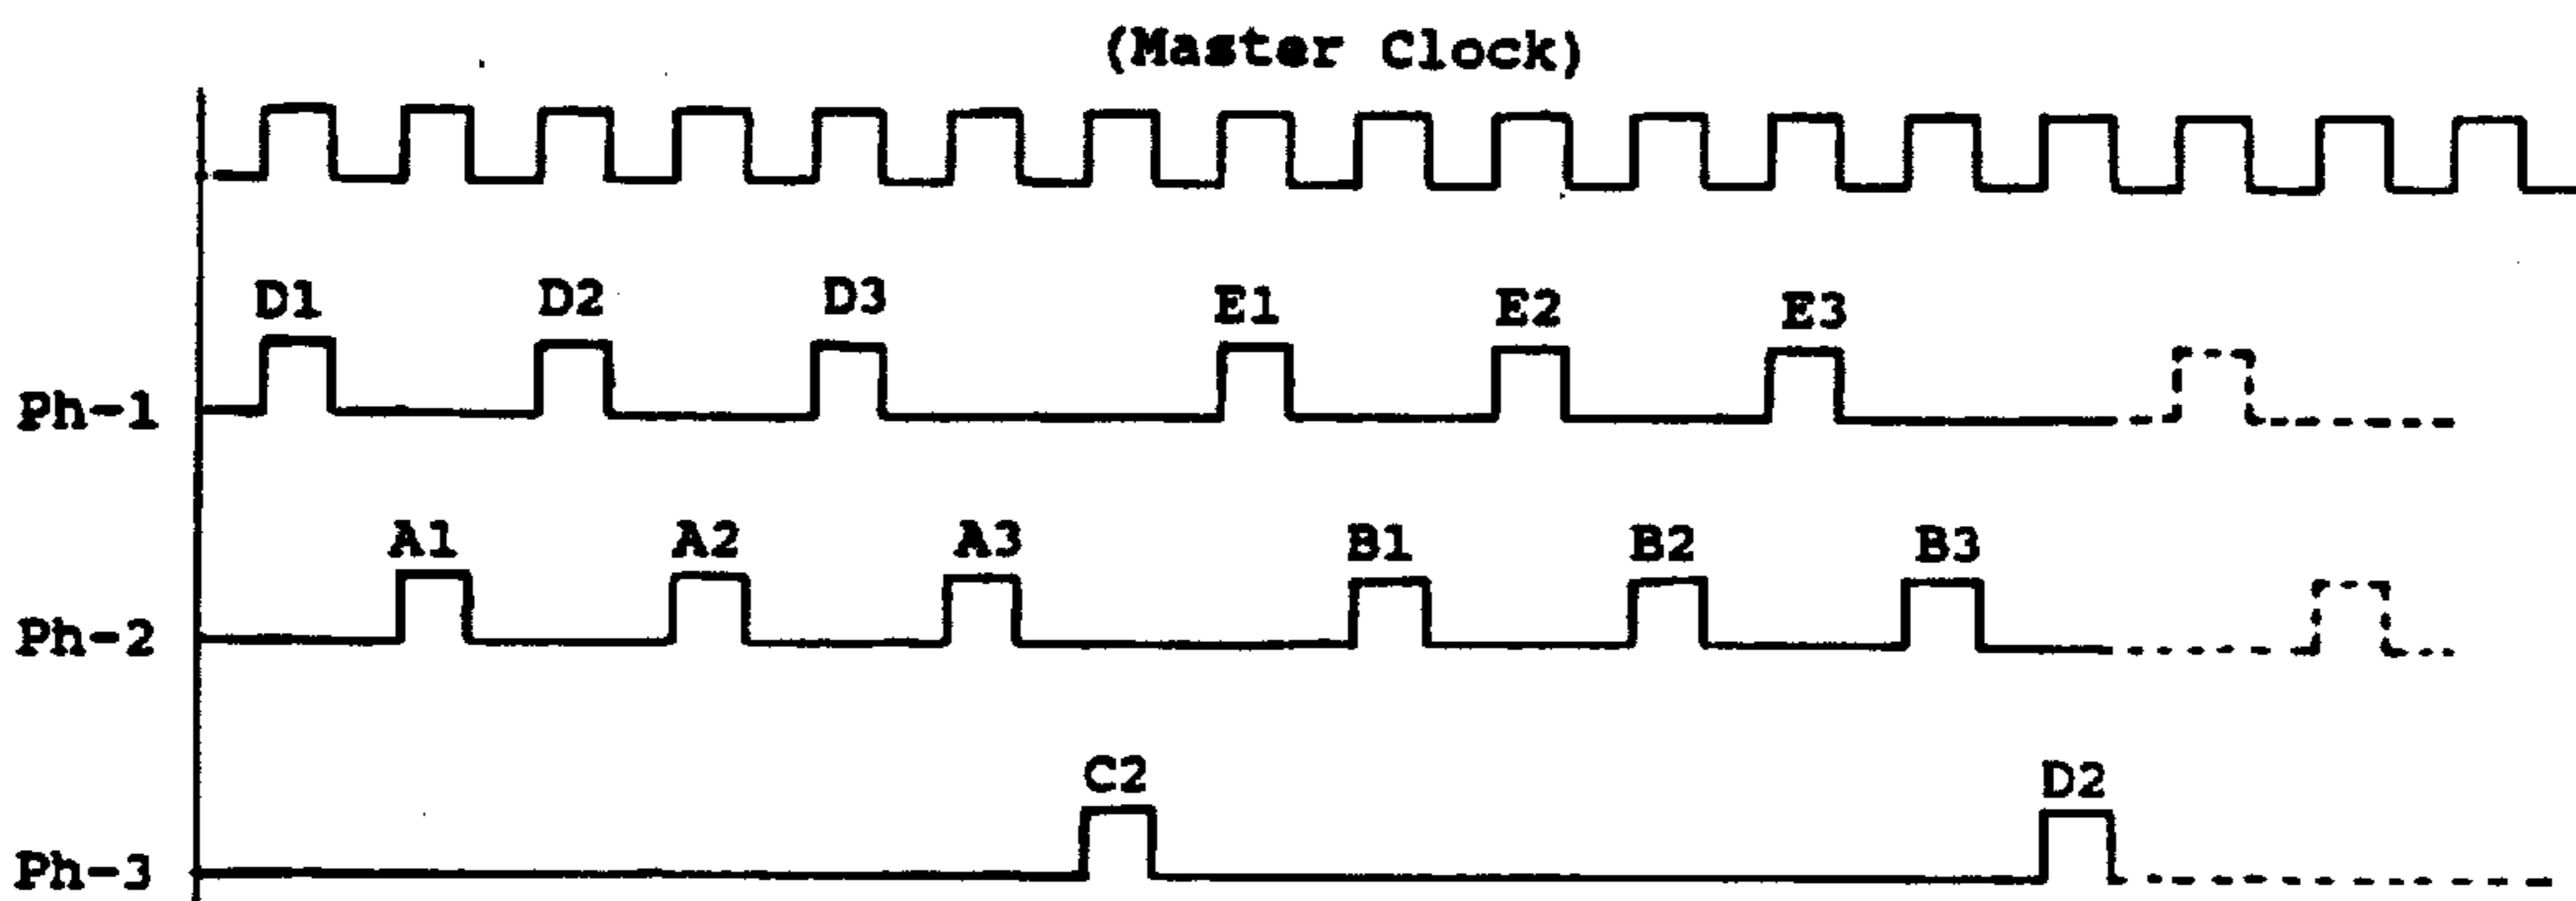 (Master Clock)
D1 D2 D3 E1 E2 E3
Ph-1
A1 A2 A3 B1 B2 B3
Ph-2
C2 D2
Ph-3